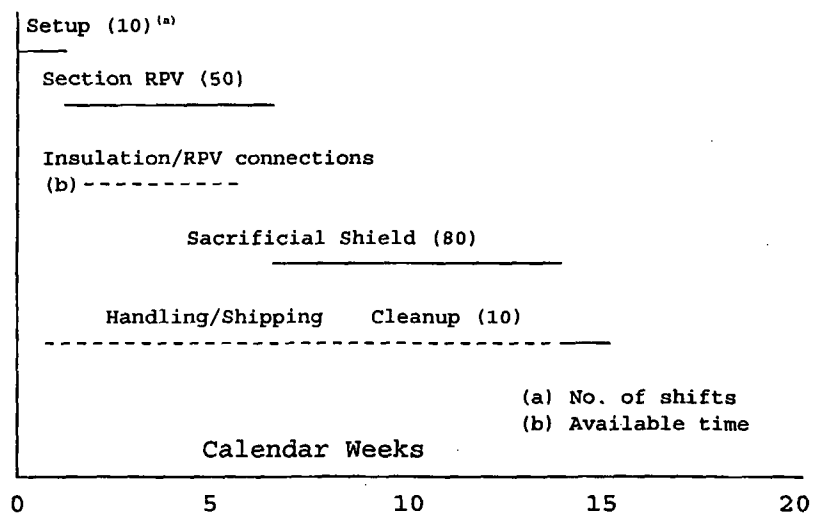 Setup (10)(a)
Section RPV (50)
Insulation/RPV connections
(b)
Sacrificial Shield (80)
Handling/Shipping Cleanup (10)
(a) No. of shifts
(b) Available time
Calendar Weeks
0 5 10 15 20